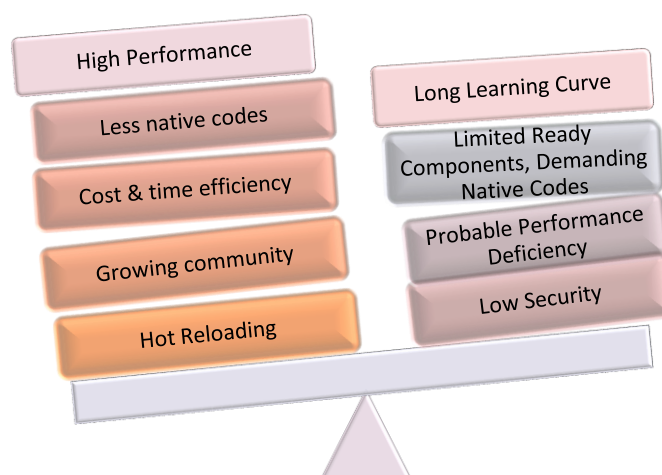 High Performance
Less native codes
Cost & time efficiency
Growing community
Hot Reloading
Long Learning Curve
Limited Ready
Components, Demanding
Native Codes
Probable Performance
Deficiency
Low Security